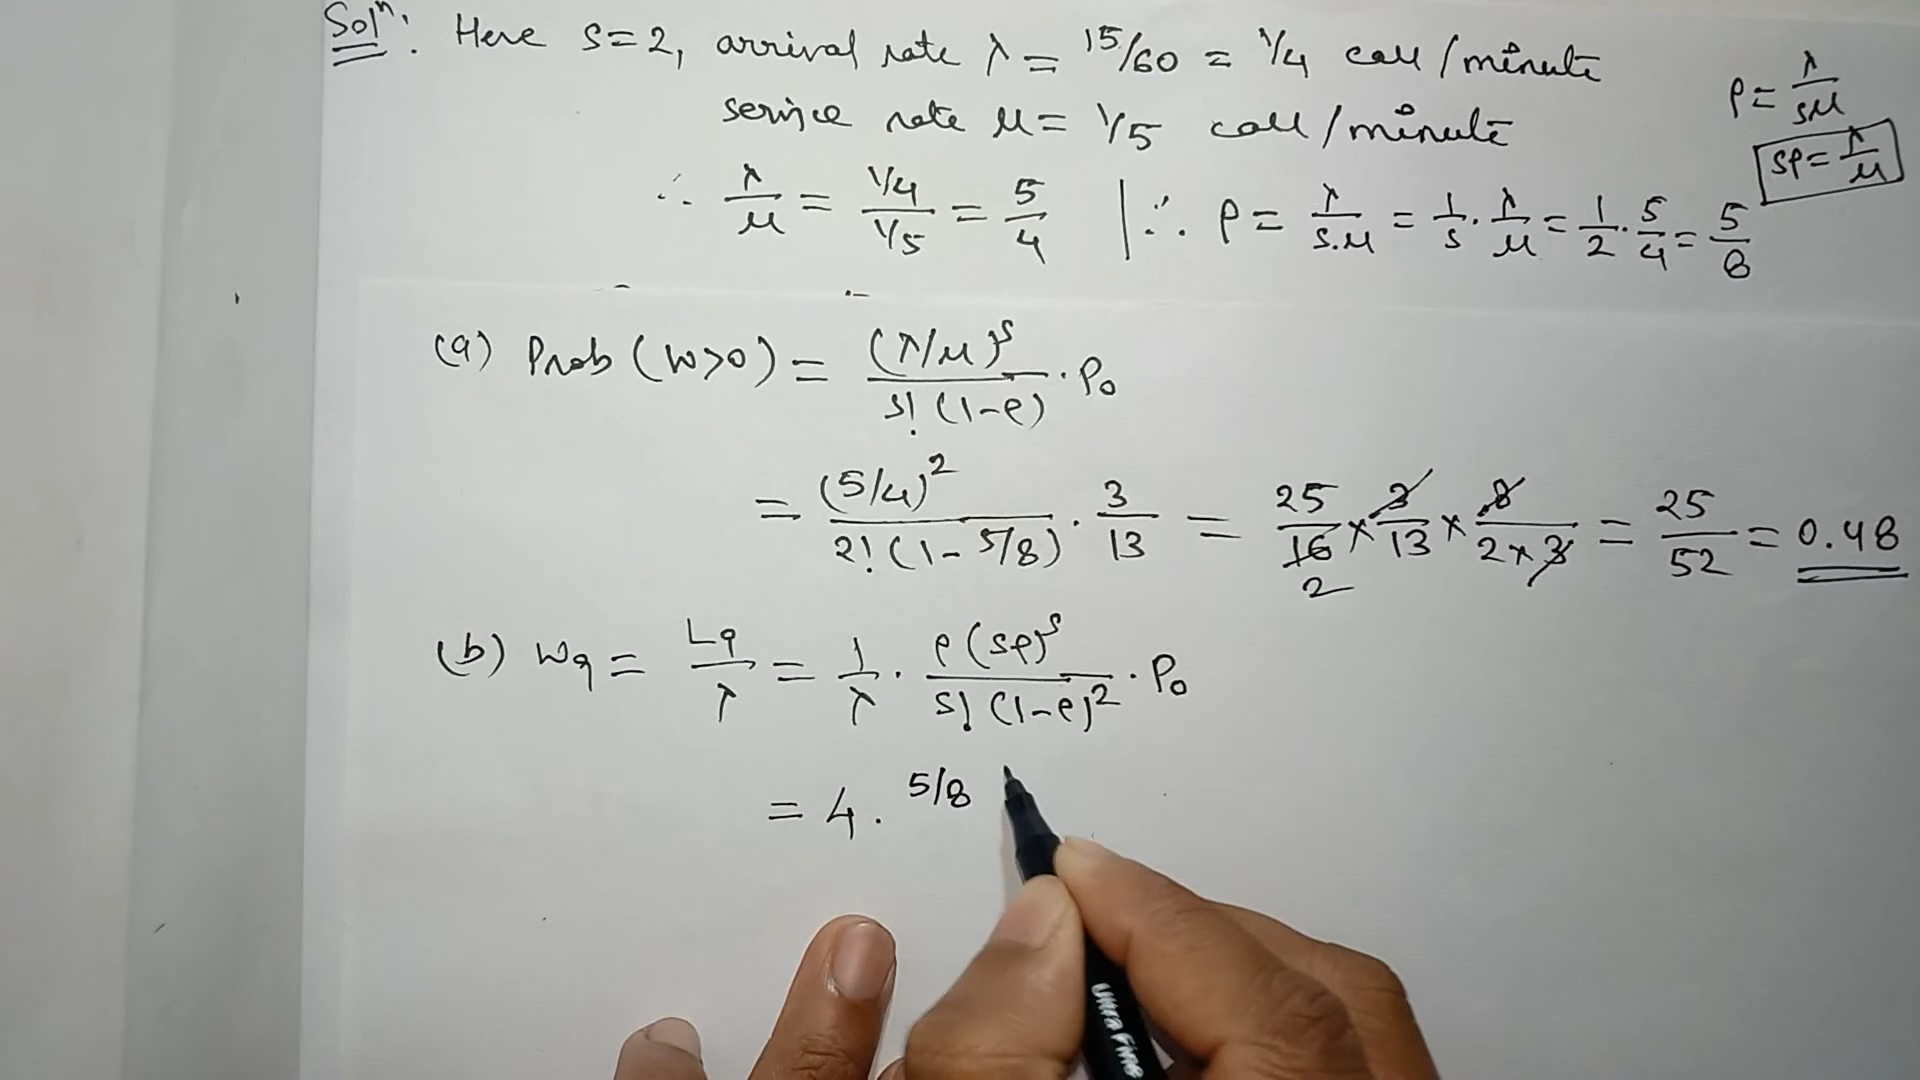 Solⁿ: Here s=2, arrival rate λ = 15/60 = 1/4 call/minute
service rate μ = 1/5 call/minute
ρ = λ/sμ
sρ = λ/μ
∴ λ/μ = (1/4)/(1/5) = 5/4 | ∴ ρ = λ/s.μ = 1/s · λ/μ = 1/2 · 5/4 = 5/8
(a) Prob (W>0) = (λ/μ)^s / s! (1-ρ) · P₀
= (5/4)² / 2! (1- 5/8) · 3/13 = 25/16 2 × 3/13 × 8/2×3 = 25/52 = 0.48
(b) Wq = Lq/λ = 1/λ · ρ(sρ)^s / s! (1-ρ)² · P₀
= 4 · 5/8
Ultra Fine